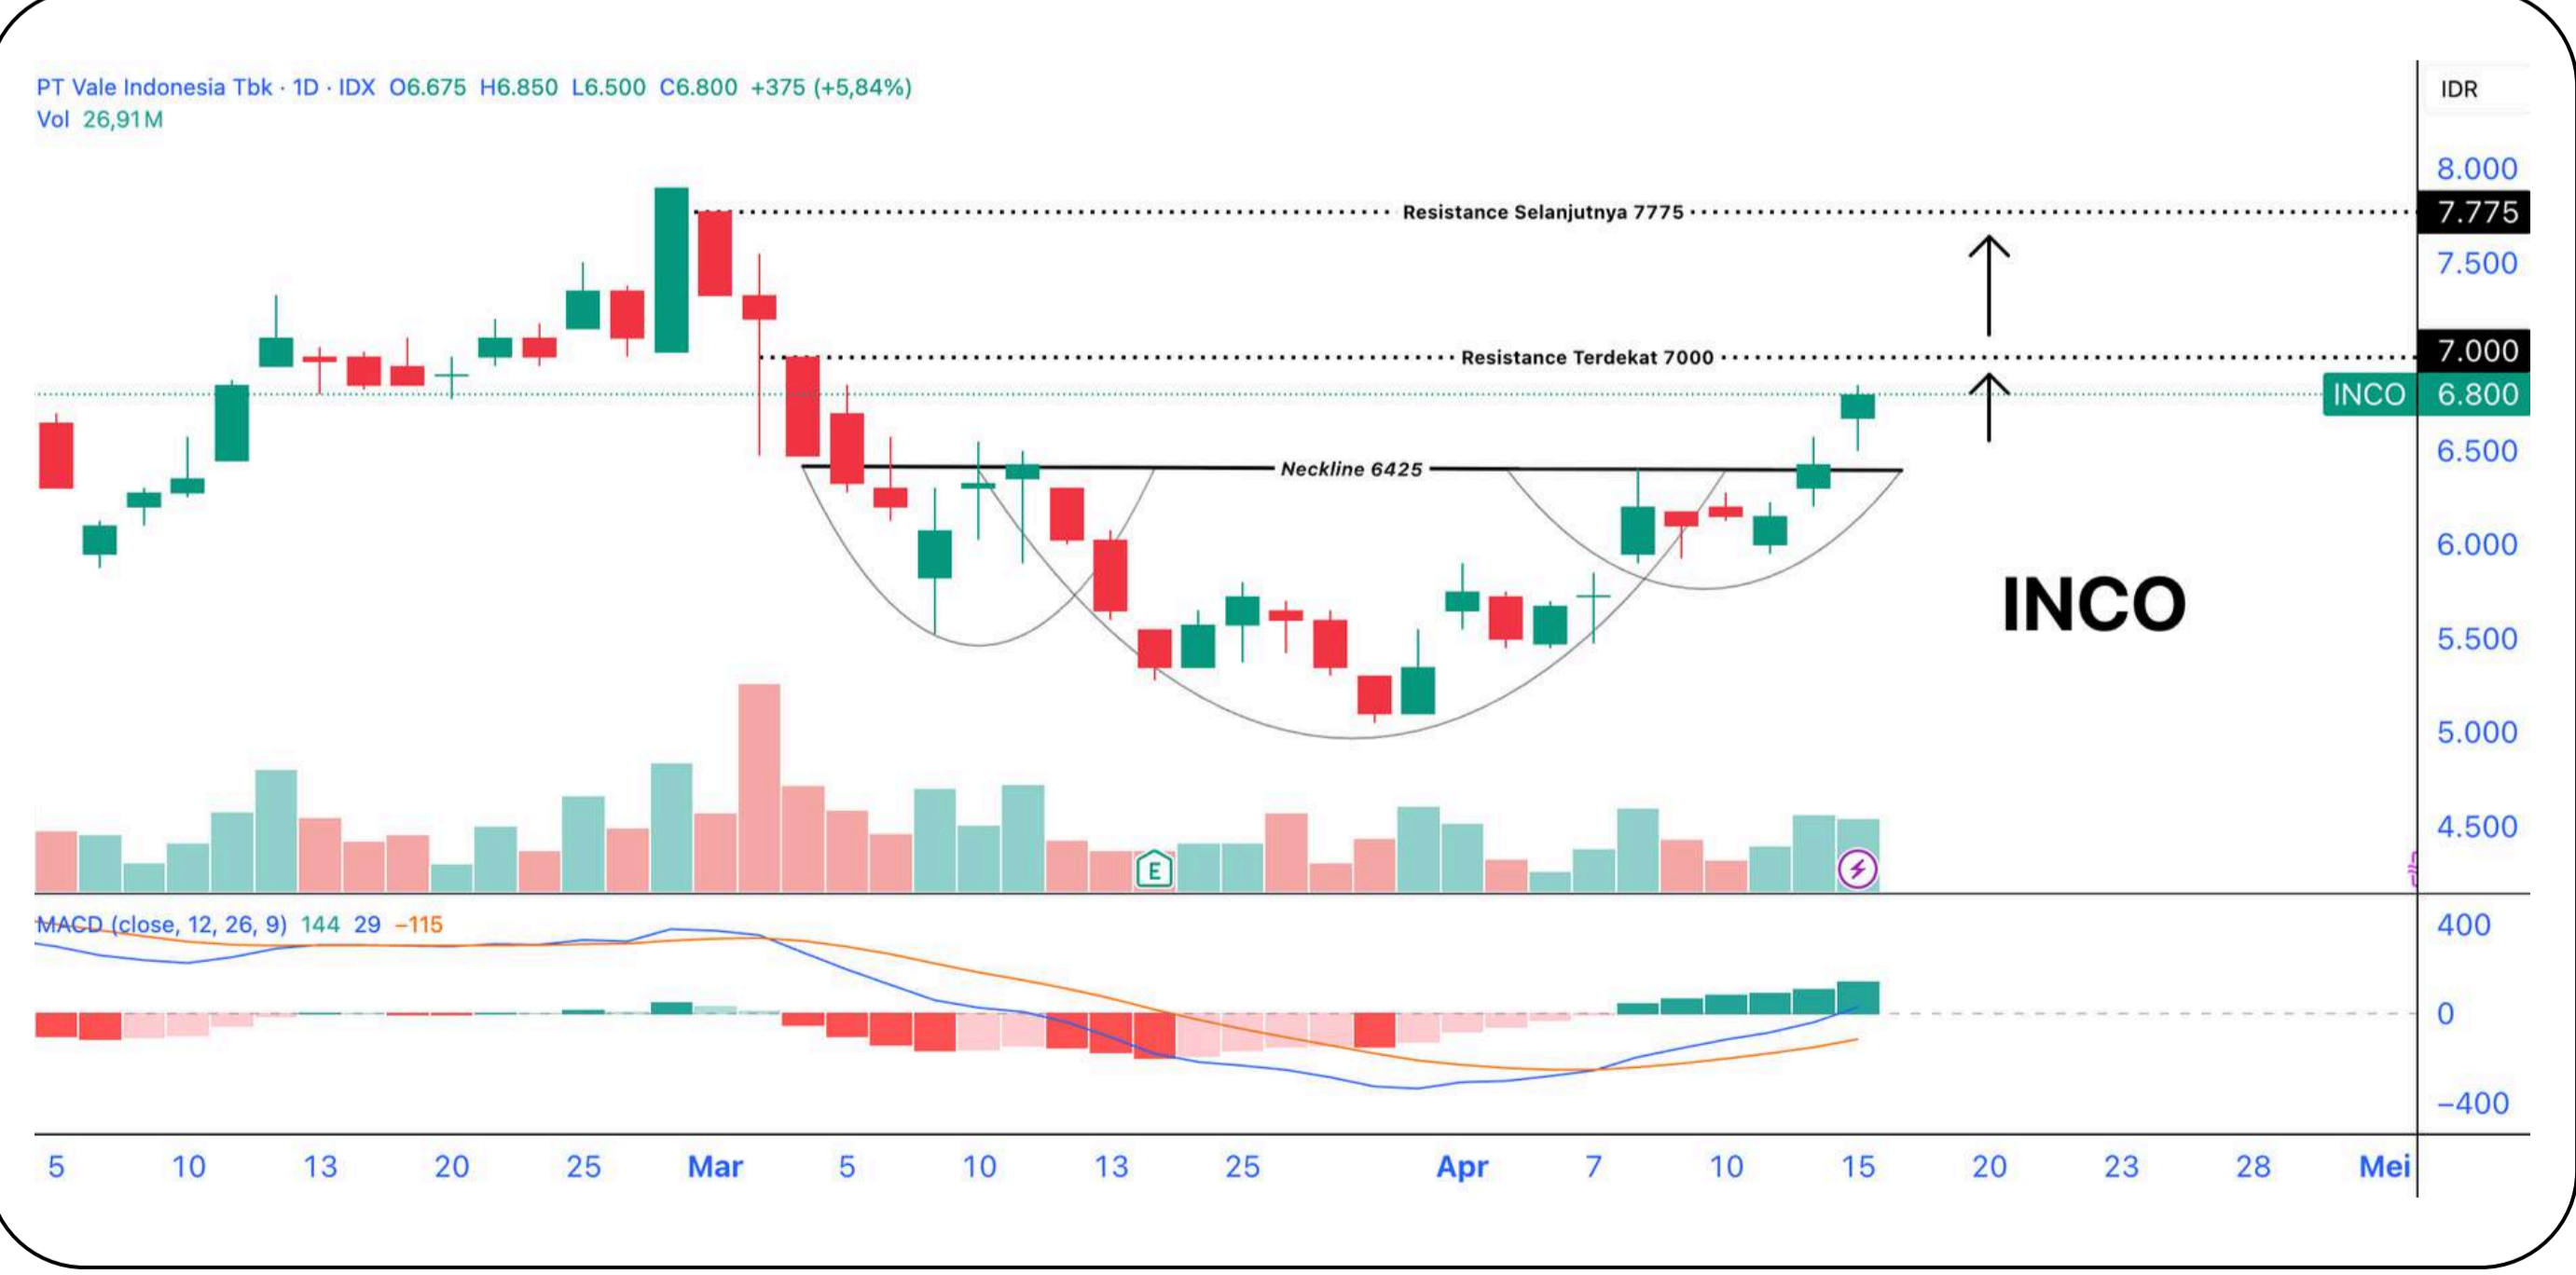 PT Vale Indonesia Tbk · 1D · IDX O6.675 H6.850 L6.500 C6.800 +375 (+5,84%)
Vol 26,91M
IDR
8.000
Resistance Selanjutnya 7775
7.775
7.500
Resistance Terdekat 7000
7.000
INCO 6.800
6.500
Neckline 6425
6.000
INCO
5.500
5.000
4.500
E
MACD (close, 12, 26, 9) 144 29 −115
400
0
−400
5 10 13 20 25 Mar 5 10 13 25 Apr 7 10 15 20 23 28 Mei